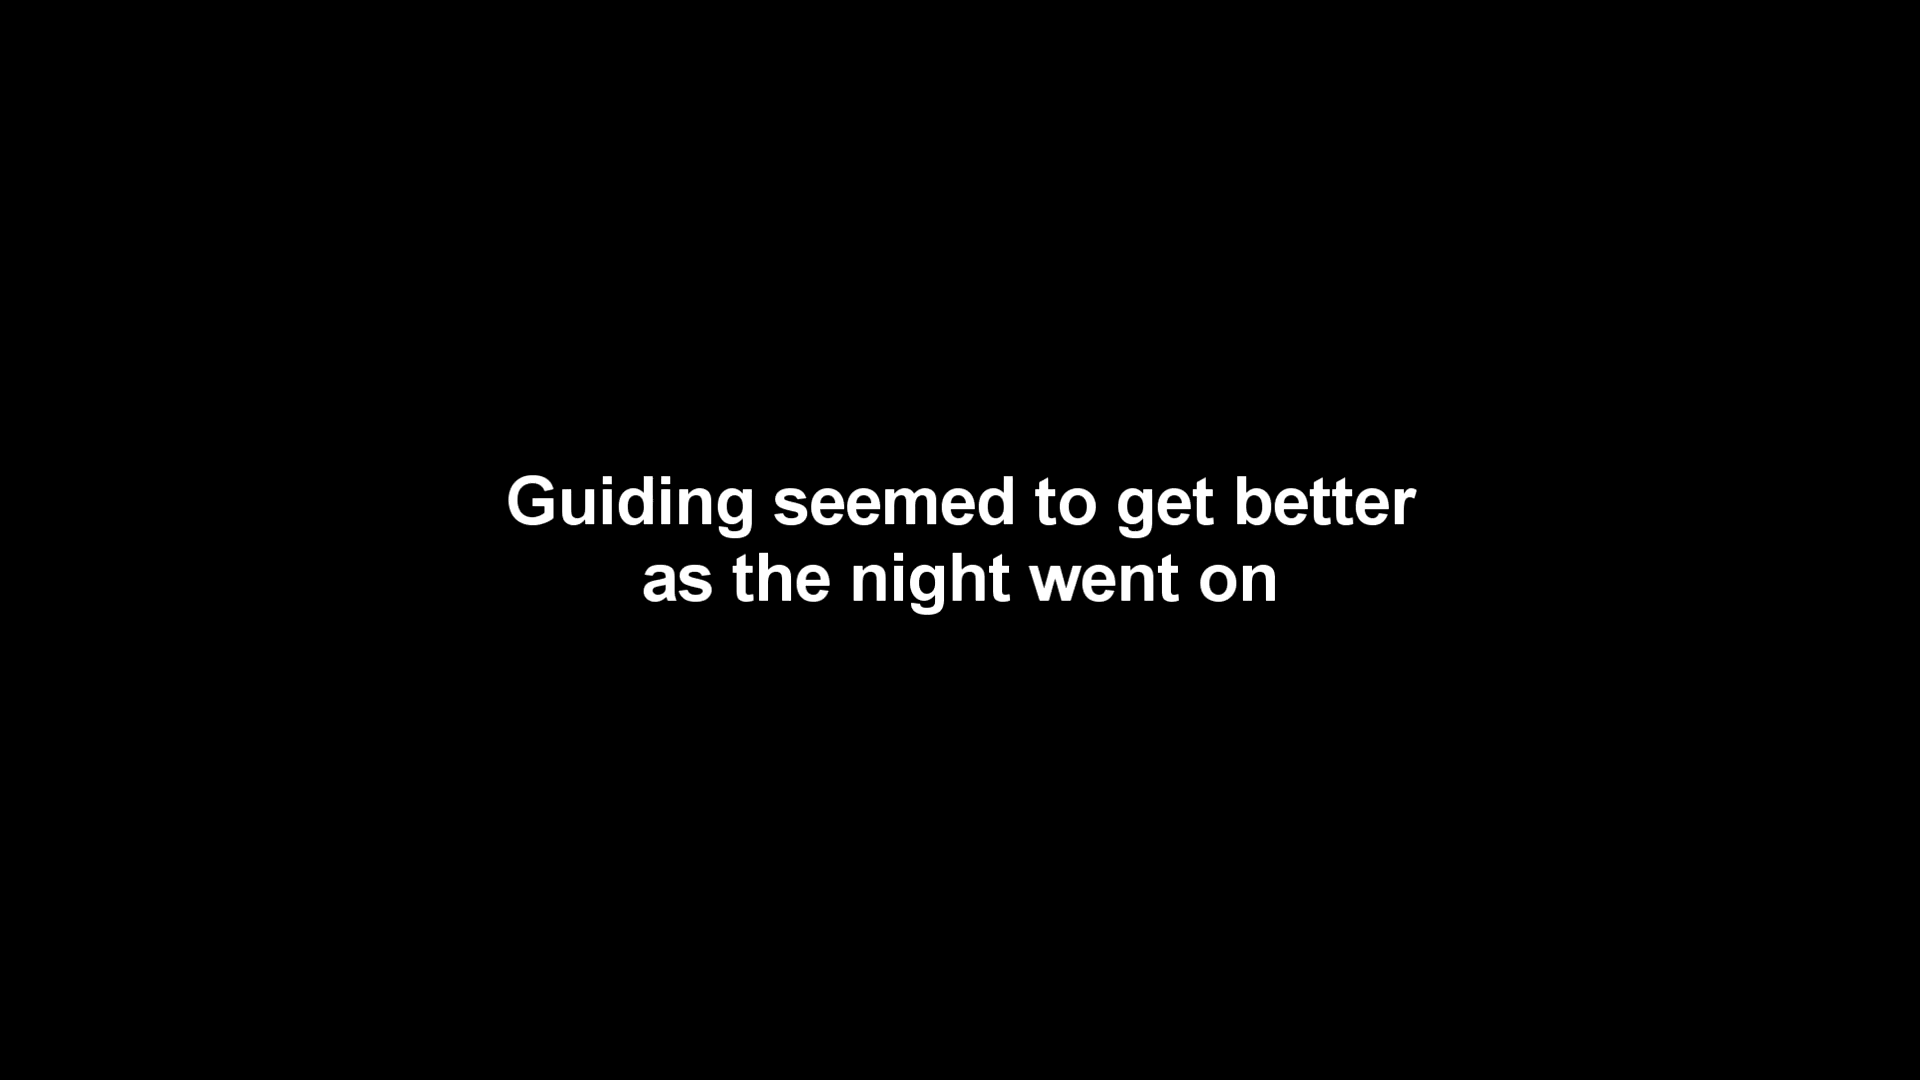 Guiding seemed to get better
as the night went on